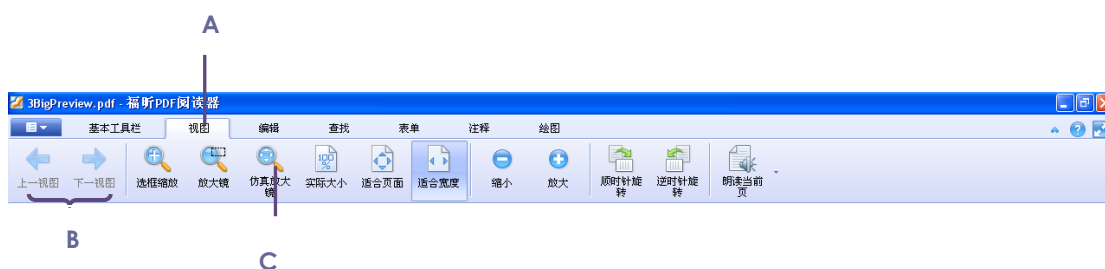 A
3BigPreview.pdf - 福昕PDF阅读器
基本工具栏 视图 编辑 查找 表单 注释 绘图
上一视图 下一视图 选框缩放 放大镜 仿真放大镜 100% 实际大小 适合页面 适合宽度 缩小 放大 顺时针旋转 逆时针旋转 朗读当前页
B
C